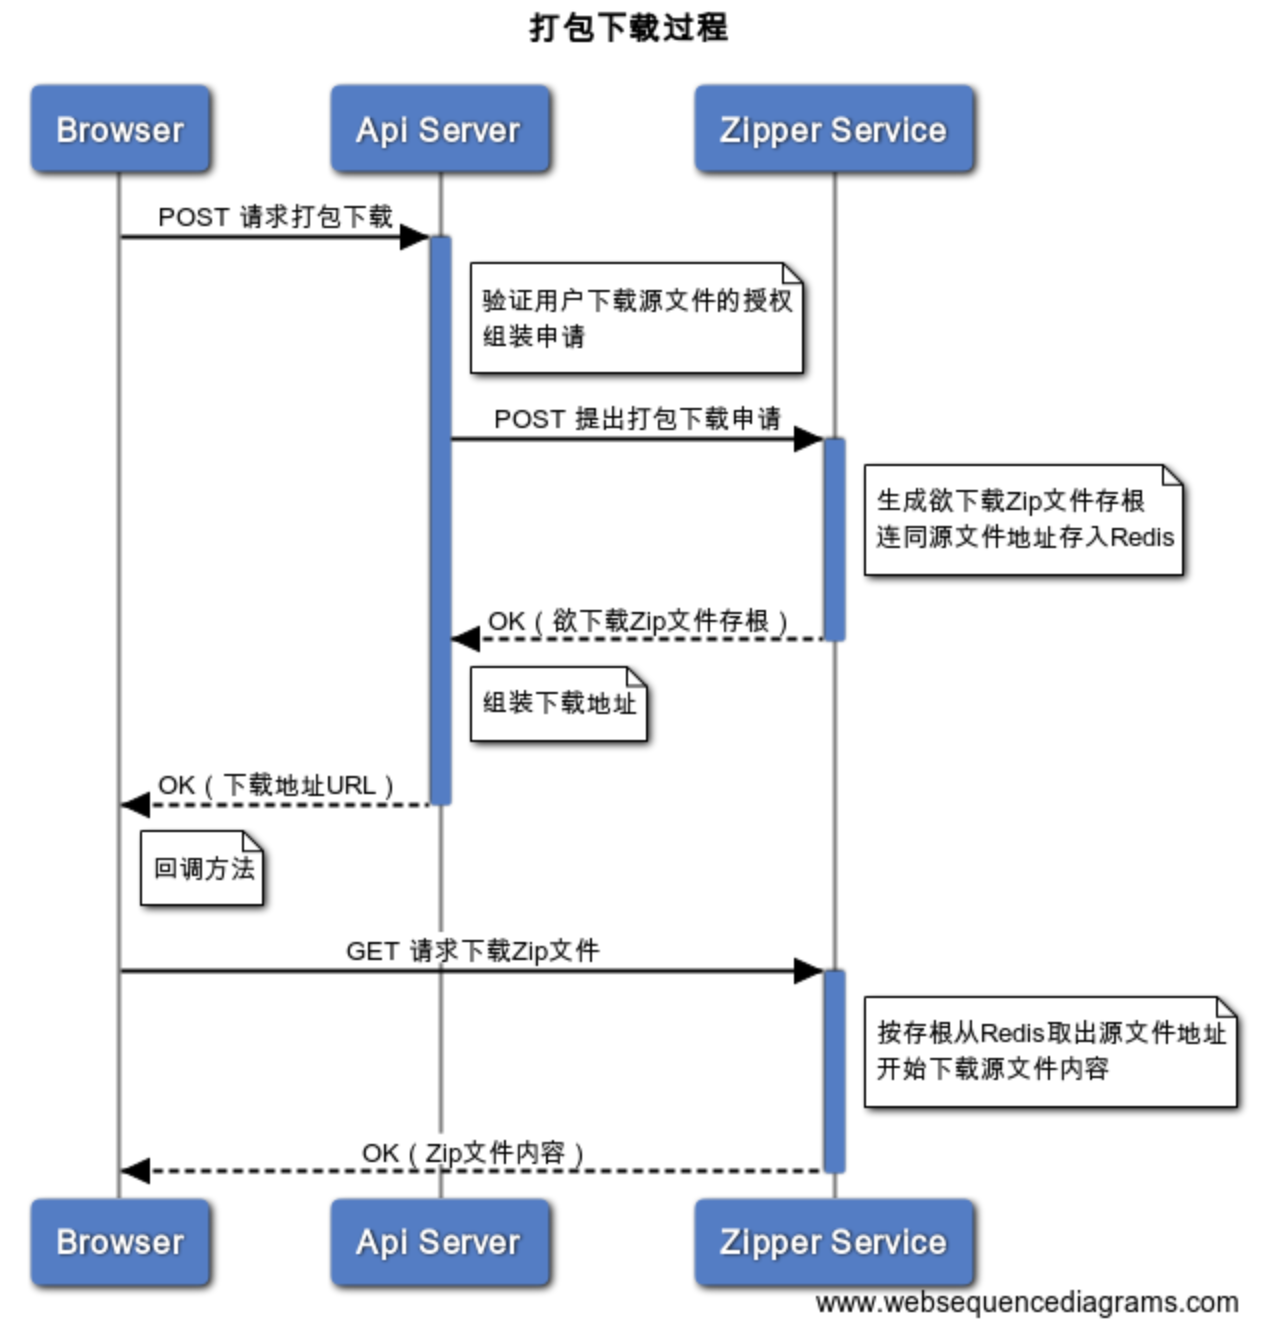 打包下载过程
Browser
Api Server
Zipper Service
POST 请求打包下载
验证用户下载源文件的授权
组装申请
POST 提出打包下载申请
生成欲下载Zip文件存根
连同源文件地址存入Redis
OK（欲下载Zip文件存根）
组装下载地址
OK（下载地址URL）
回调方法
GET 请求下载Zip文件
按存根从Redis取出源文件地址
开始下载源文件内容
OK（Zip文件内容）
Browser
Api Server
Zipper Service
www.websequencediagrams.com